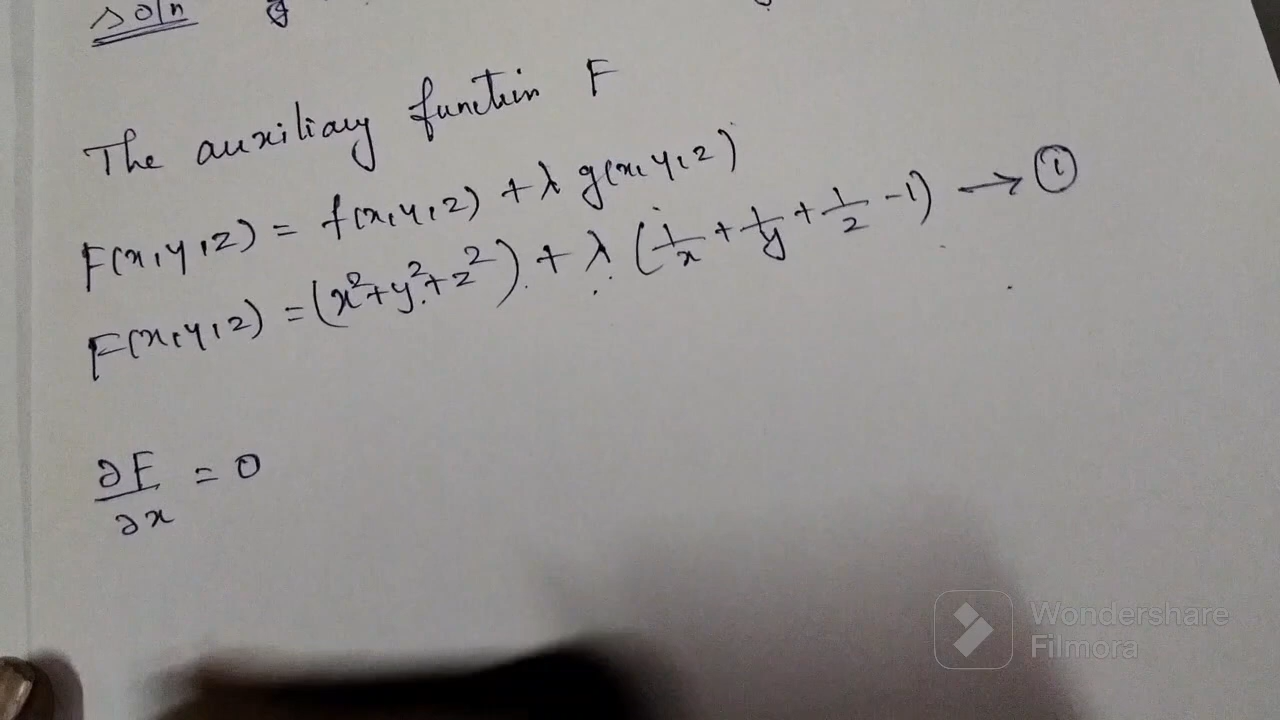 Soln
The auxiliary function F
F(x,y,z) = f(x,y,z) + λ g(x,y,z)
F(x,y,z) = (x²+y²+z²) + λ (1/x + 1/y + 1/z - 1) → ①
∂F/∂x = 0
Wondershare
Filmora